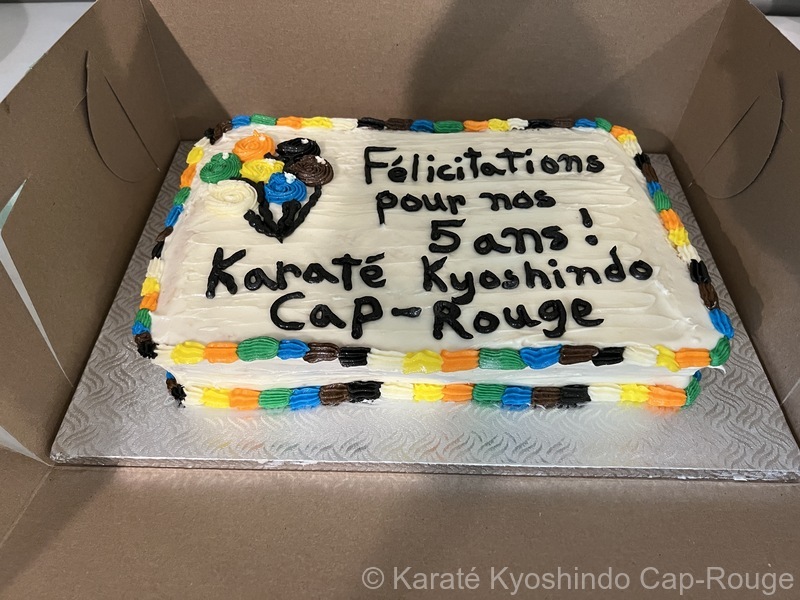 Félicitations
pour nos
5 ans!
Karaté Kyoshindo
Cap-Rouge
© Karaté Kyoshindo Cap-Rouge